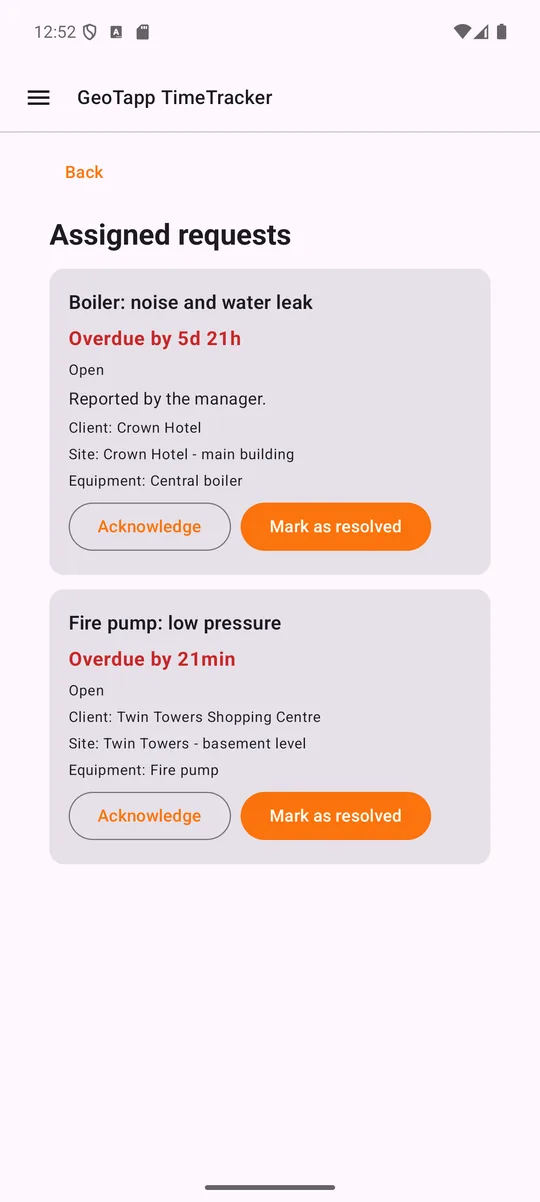 12:52
GeoTapp TimeTracker
Back
Assigned requests
Boiler: noise and water leak
Overdue by 5d 21h
Open
Reported by the manager.
Client: Crown Hotel
Site: Crown Hotel - main building
Equipment: Central boiler
Acknowledge Mark as resolved
Fire pump: low pressure
Overdue by 21min
Open
Client: Twin Towers Shopping Centre
Site: Twin Towers - basement level
Equipment: Fire pump
Acknowledge Mark as resolved